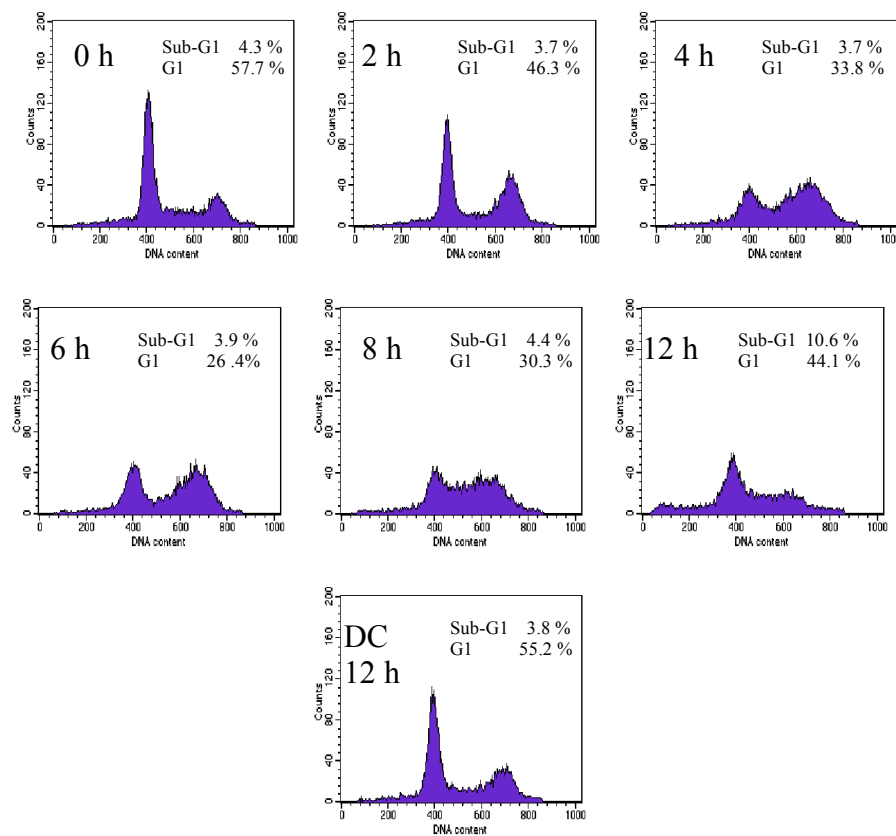 0 h
Sub-G1 4.3 %
G1 57.7 %
200
160
120
80
40
0
Counts
0 200 400 600 800 1000
DNA content
2 h
Sub-G1 3.7 %
G1 46.3 %
200
160
120
80
40
0
Counts
0 200 400 600 800 1000
DNA content
4 h
Sub-G1 3.7 %
G1 33.8 %
200
160
120
80
40
0
Counts
0 200 400 600 800 1000
DNA content
6 h
Sub-G1 3.9 %
G1 26 .4%
200
160
120
80
40
0
Counts
0 200 400 600 800 1000
DNA content
8 h
Sub-G1 4.4 %
G1 30.3 %
200
160
120
80
40
0
Counts
0 200 400 600 800 1000
DNA content
12 h
Sub-G1 10.6 %
G1 44.1 %
200
160
120
80
40
0
Counts
0 200 400 600 800 1000
DNA content
DC
12 h
Sub-G1 3.8 %
G1 55.2 %
200
160
120
80
40
0
Counts
0 200 400 600 800 1000
DNA content